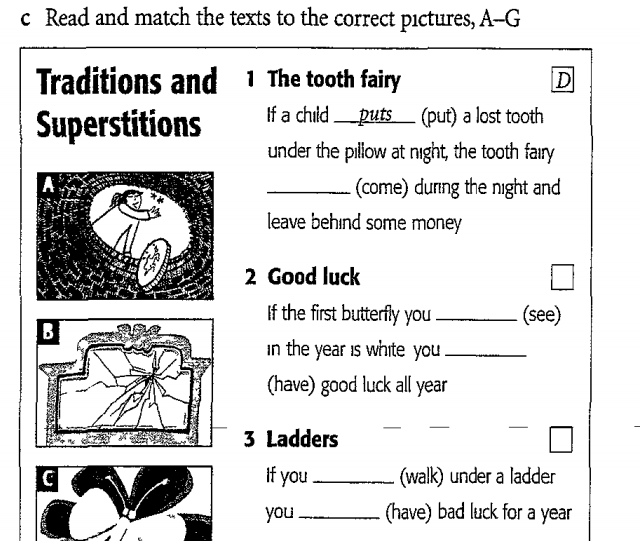 c Read and match the texts to the correct pictures, A–G
Traditions and
Superstitions
A
B
C
1 The tooth fairy D
If a child puts (put) a lost tooth
under the pillow at night, the tooth fairy
________ (come) during the night and
leave behind some money
2 Good luck
If the first butterfly you ________ (see)
in the year is white you ________
(have) good luck all year
3 Ladders
If you ________ (walk) under a ladder
you ________ (have) bad luck for a year